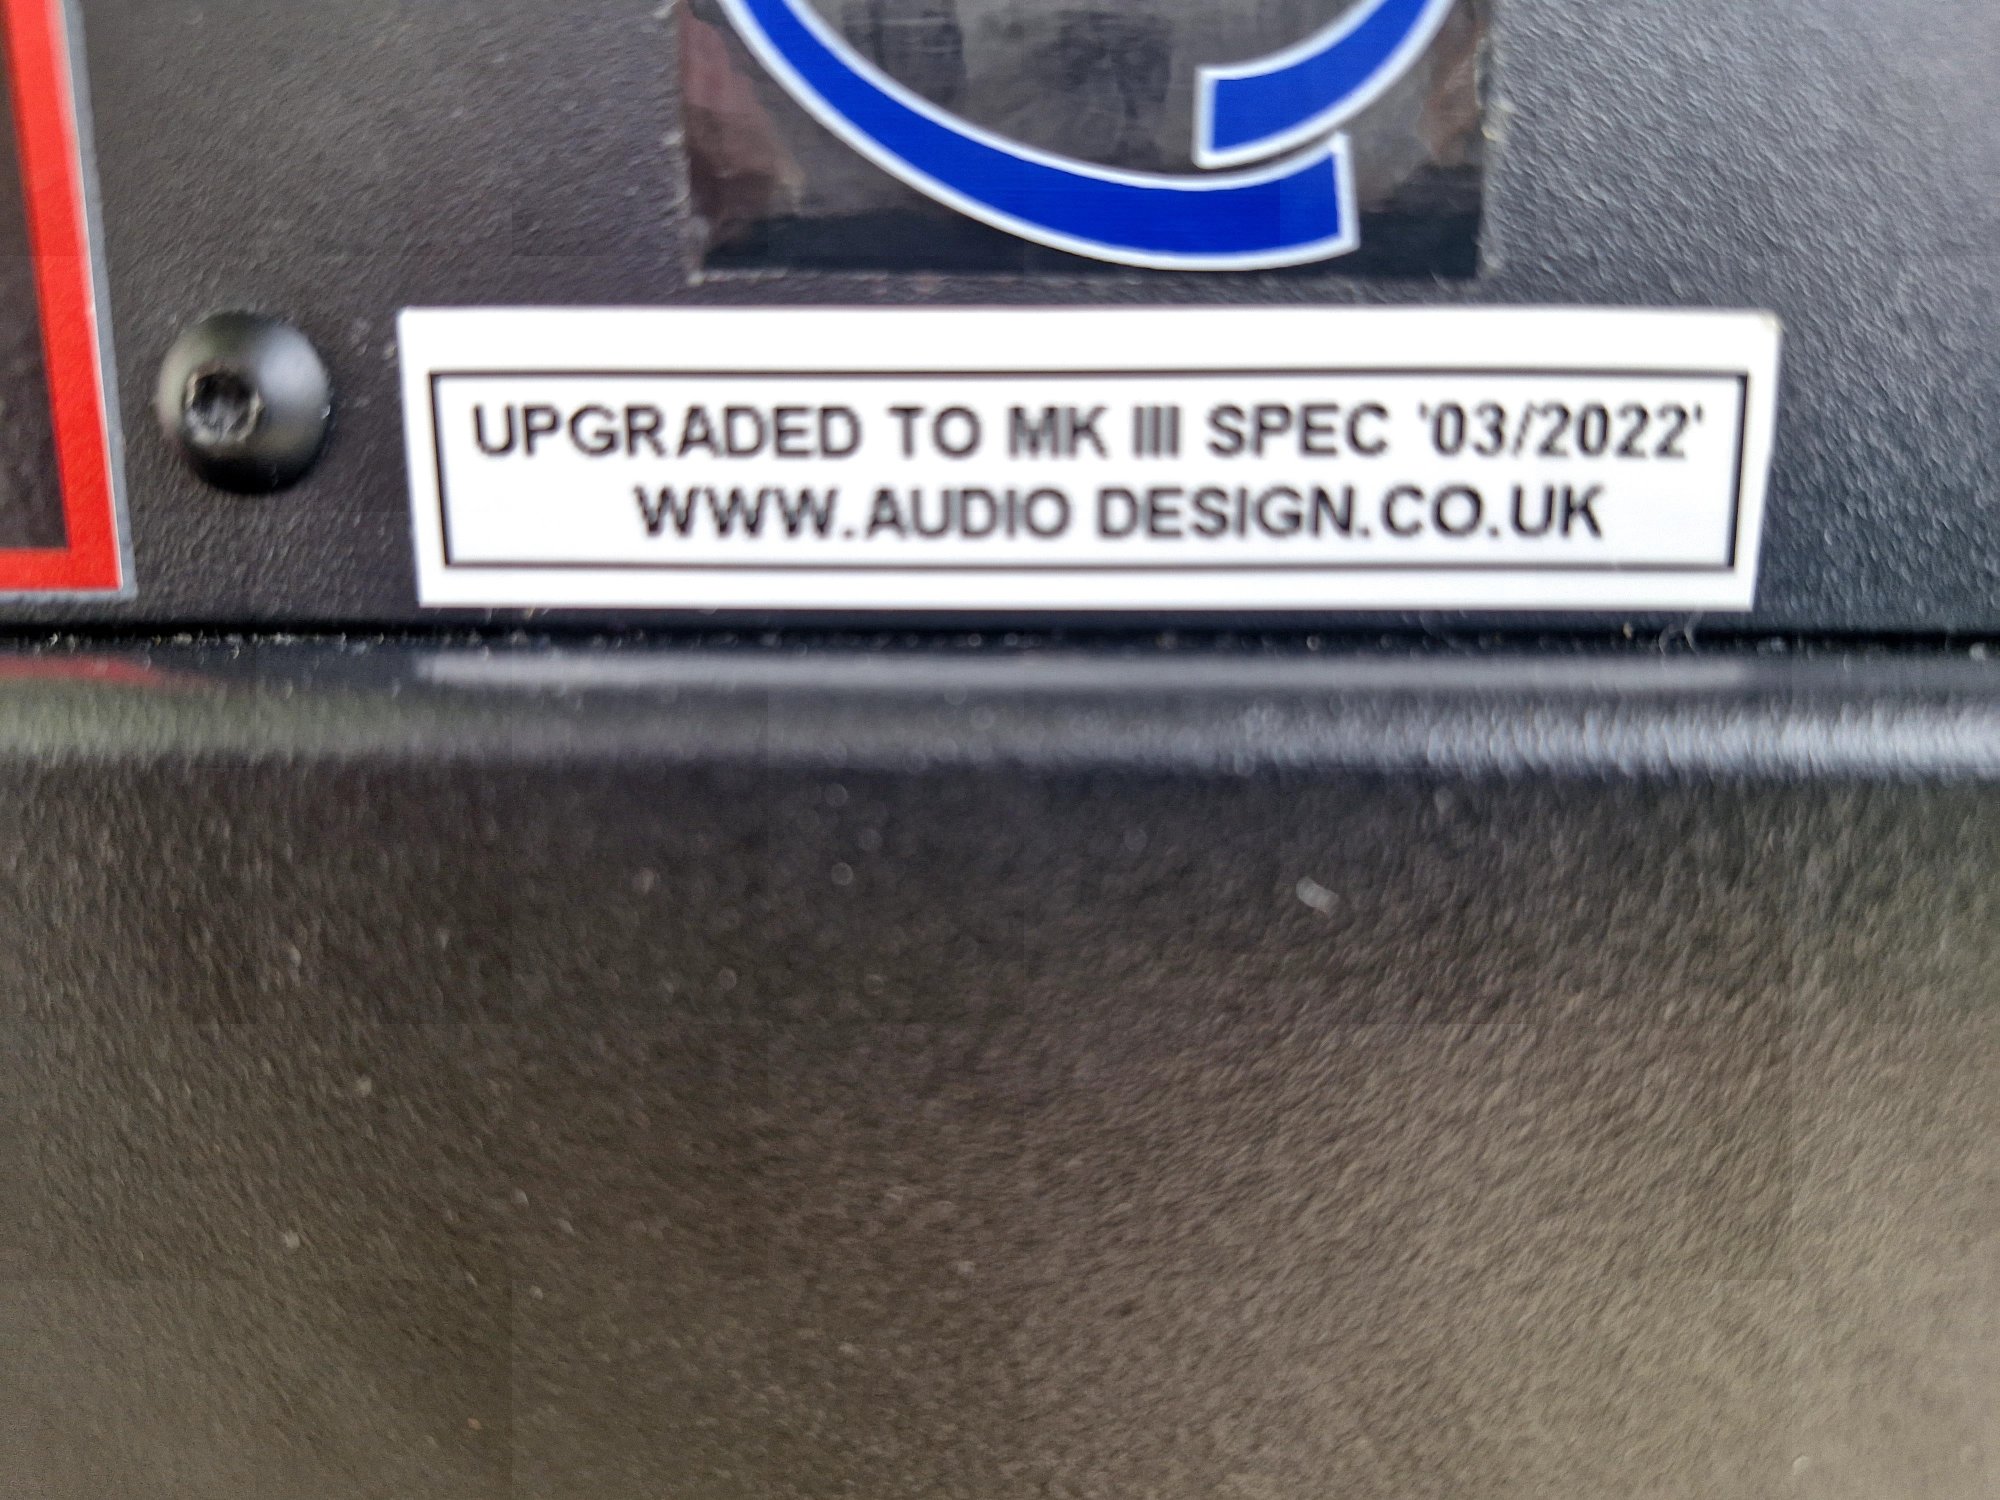 UPGRADED TO MK III SPEC '03/2022'
WWW.AUDIO DESIGN.CO.UK